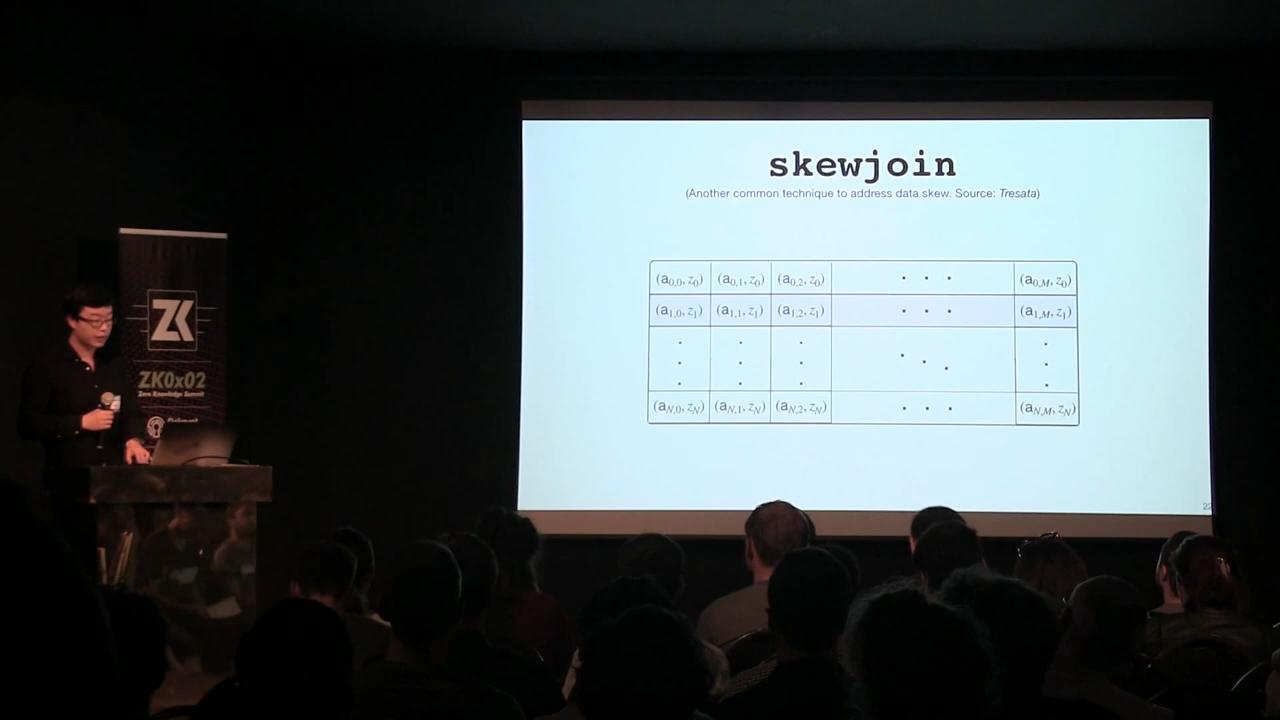 skewjoin
(Another common technique to address data skew. Source: Tresata)
(a0,0, z0) (a0,1, z0) (a0,2, z0) · · · (a0,M, z0)
(a1,0, z1) (a1,1, z1) (a1,2, z1) · · · (a1,M, z1)
(aN,0, zN) (aN,1, zN) (aN,2, zN) · · · (aN,M, zN)
ZK
ZK0x02
Zero Knowledge Summit